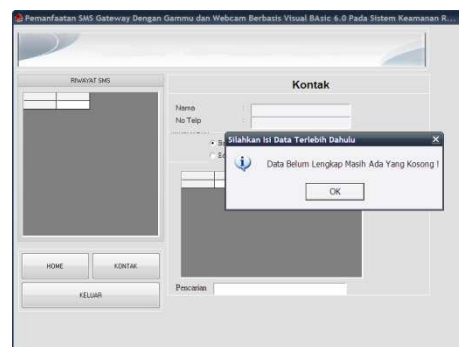 Pemanfaatan SMS Gateway Dengan Gammu dan Webcam Berbasis Visual BAsic 6.0 Pada Sistem Keamanan R...
RIWAYAT SMS
Kontak
Nama :
No Telp :
Silahkan Isi Data Terlebih Dahulu X
Data Belum Lengkap Masih Ada Yang Kosong !
OK
HOME
KONTAK
KELUAR
Pencarian